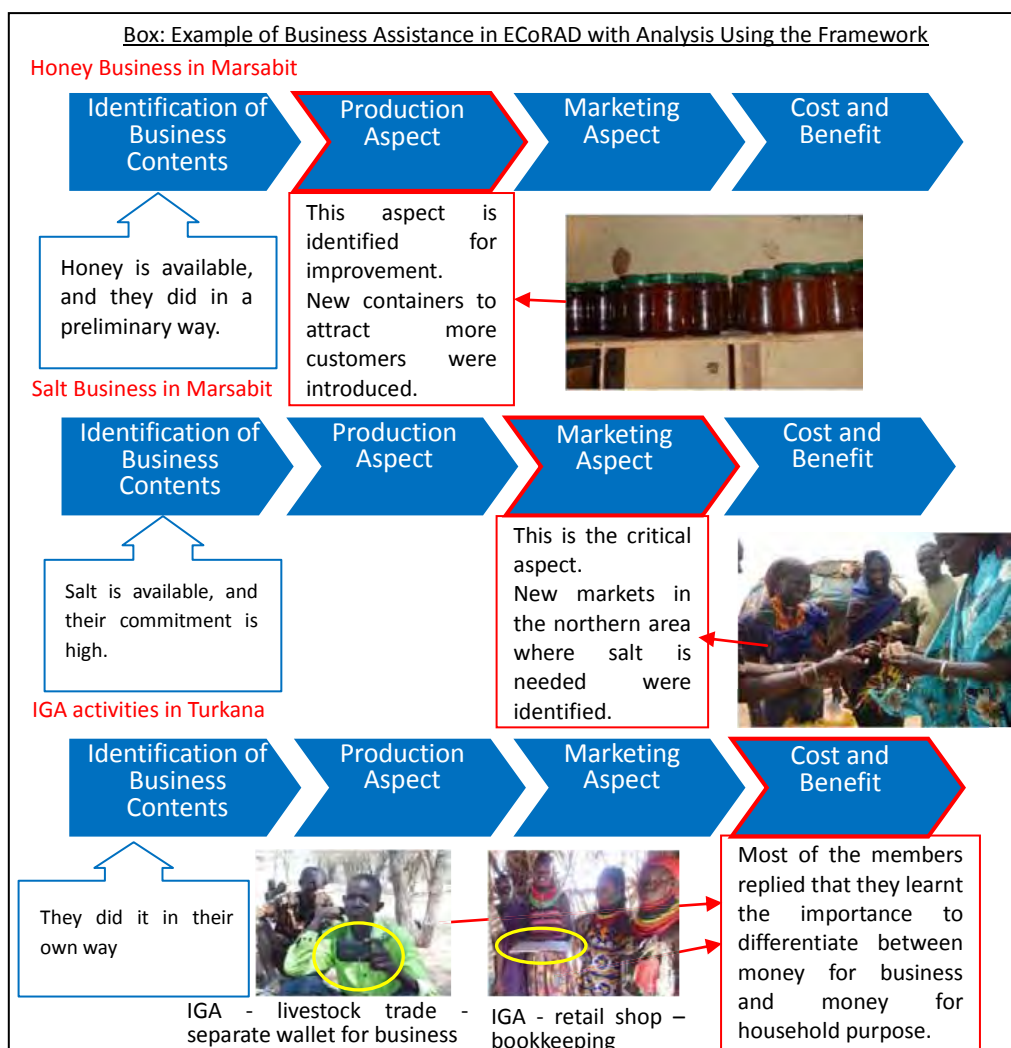 Box: Example of Business Assistance in ECoRAD with Analysis Using the Framework
Honey Business in Marsabit
Identification of
Business
Contents
Production
Aspect
Marketing
Aspect
Cost and
Benefit
Honey is available,
and they did in a
preliminary way.
This aspect is
identified for
improvement.
New containers to
attract more
customers were
introduced.
Salt Business in Marsabit
Identification of
Business
Contents
Production
Aspect
Marketing
Aspect
Cost and
Benefit
Salt is available, and
their commitment is
high.
This is the critical
aspect.
New markets in
the northern area
where salt is
needed were
identified.
IGA activities in Turkana
Identification of
Business
Contents
Production
Aspect
Marketing
Aspect
Cost and
Benefit
They did it in their
own way
IGA - livestock trade -
separate wallet for business
IGA - retail shop –
bookkeeping
Most of the members
replied that they learnt
the importance to
differentiate between
money for business
and money for
household purpose.